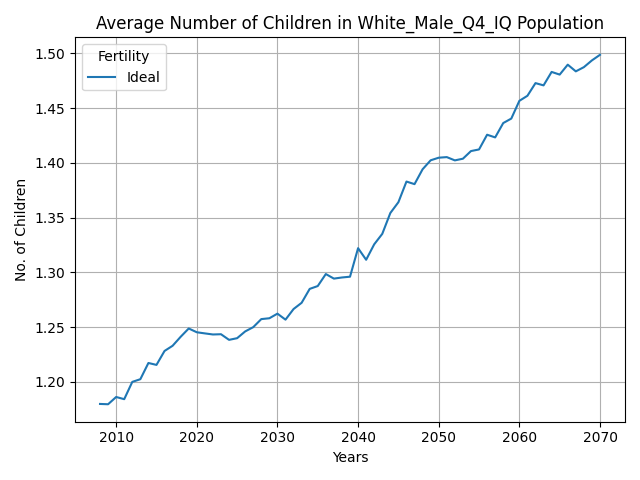 Average Number of Children in White_Male_Q4_IQ Population
Fertility
Ideal
1.50
1.45
1.40
1.35
1.30
1.25
1.20
No. of Children
2010 2020 2030 2040 2050 2060 2070
Years